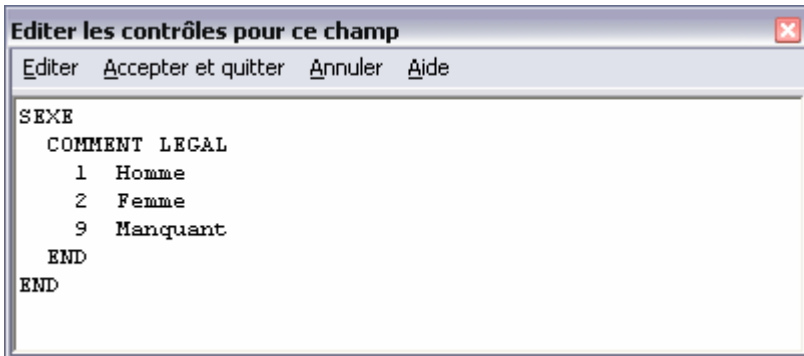 Editer les contrôles pour ce champ
Editer Accepter et quitter Annuler Aide
SEXE
COMMENT LEGAL
1 Homme
2 Femme
9 Manquant
END
END